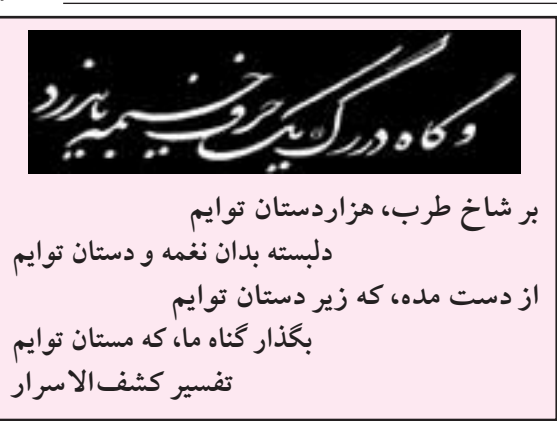 و گاه در رگ یک حرف خیمه باید زد
بر شاخ طرب، هزاردستان توایم
دلبسته بدان نغمه و دستان توایم
از دست مده، که زیر دستان توایم
بگذار گناه ما، که مستان توایم
تفسیر کشف‌الاسرار